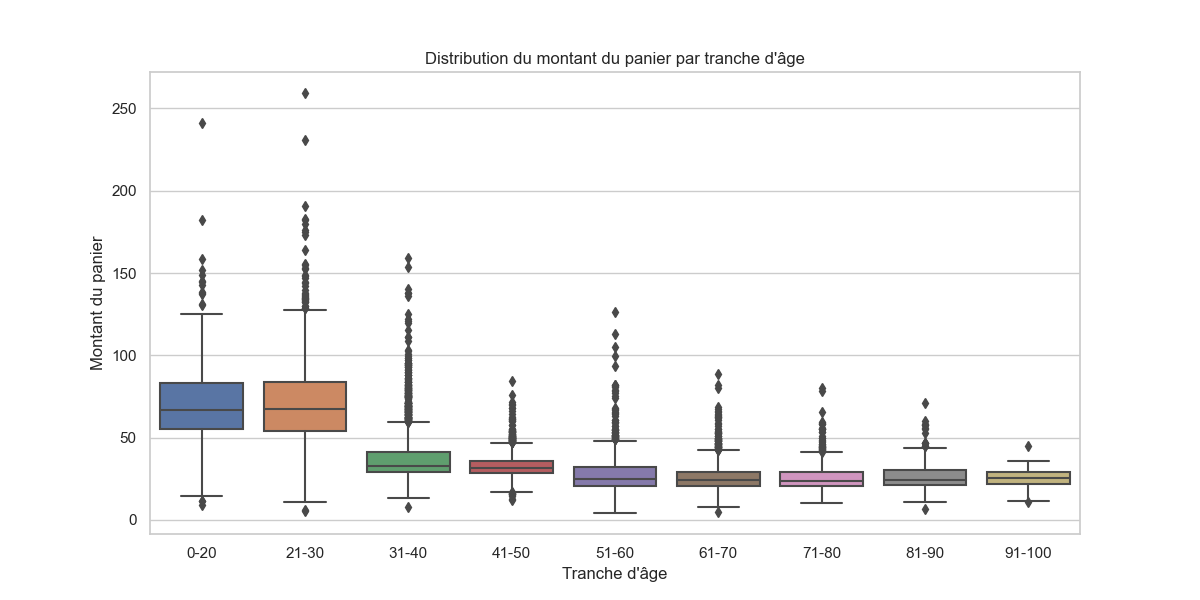 Distribution du montant du panier par tranche d'âge
Montant du panier
250
200
150
100
50
0
0-20 21-30 31-40 41-50 51-60 61-70 71-80 81-90 91-100
Tranche d'âge